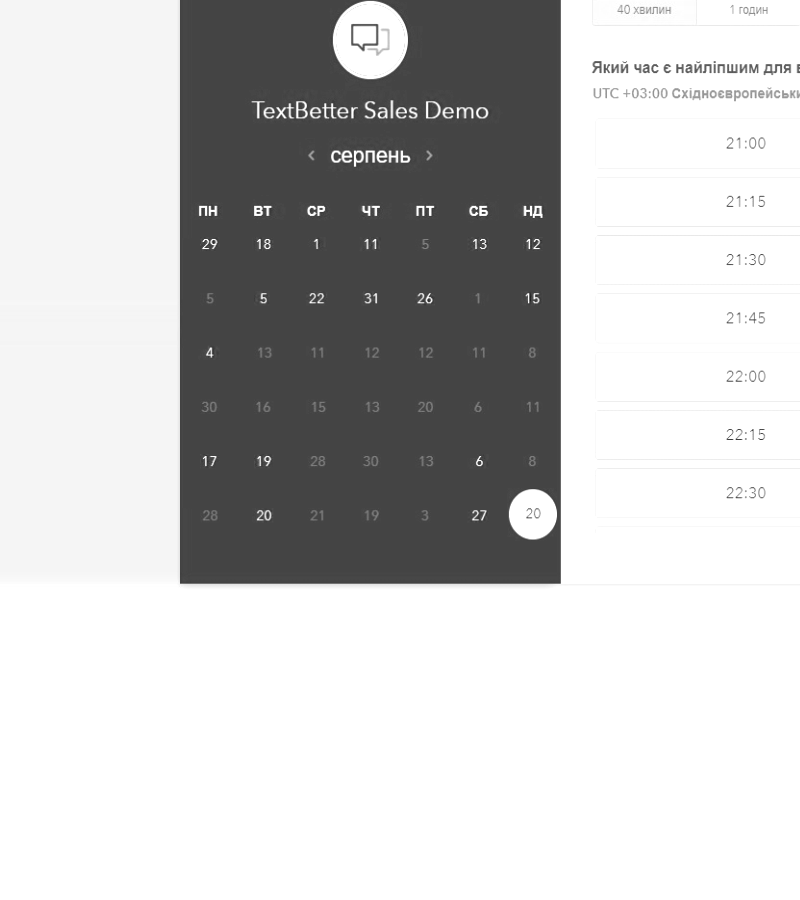 TextBetter Sales Demo
‹ серпень ›
ПН ВТ СР ЧТ ПТ СБ НД
29 18 1 11 5 13 12
5 5 22 31 26 1 15
4 13 11 12 12 11 8
30 16 15 13 20 6 11
17 19 28 30 13 6 8
28 20 21 19 3 27 20
40 хвилин 1 годин
Який час є найліпшим для в
UTC +03:00 Східноєвропейськи
21:00
21:15
21:30
21:45
22:00
22:15
22:30